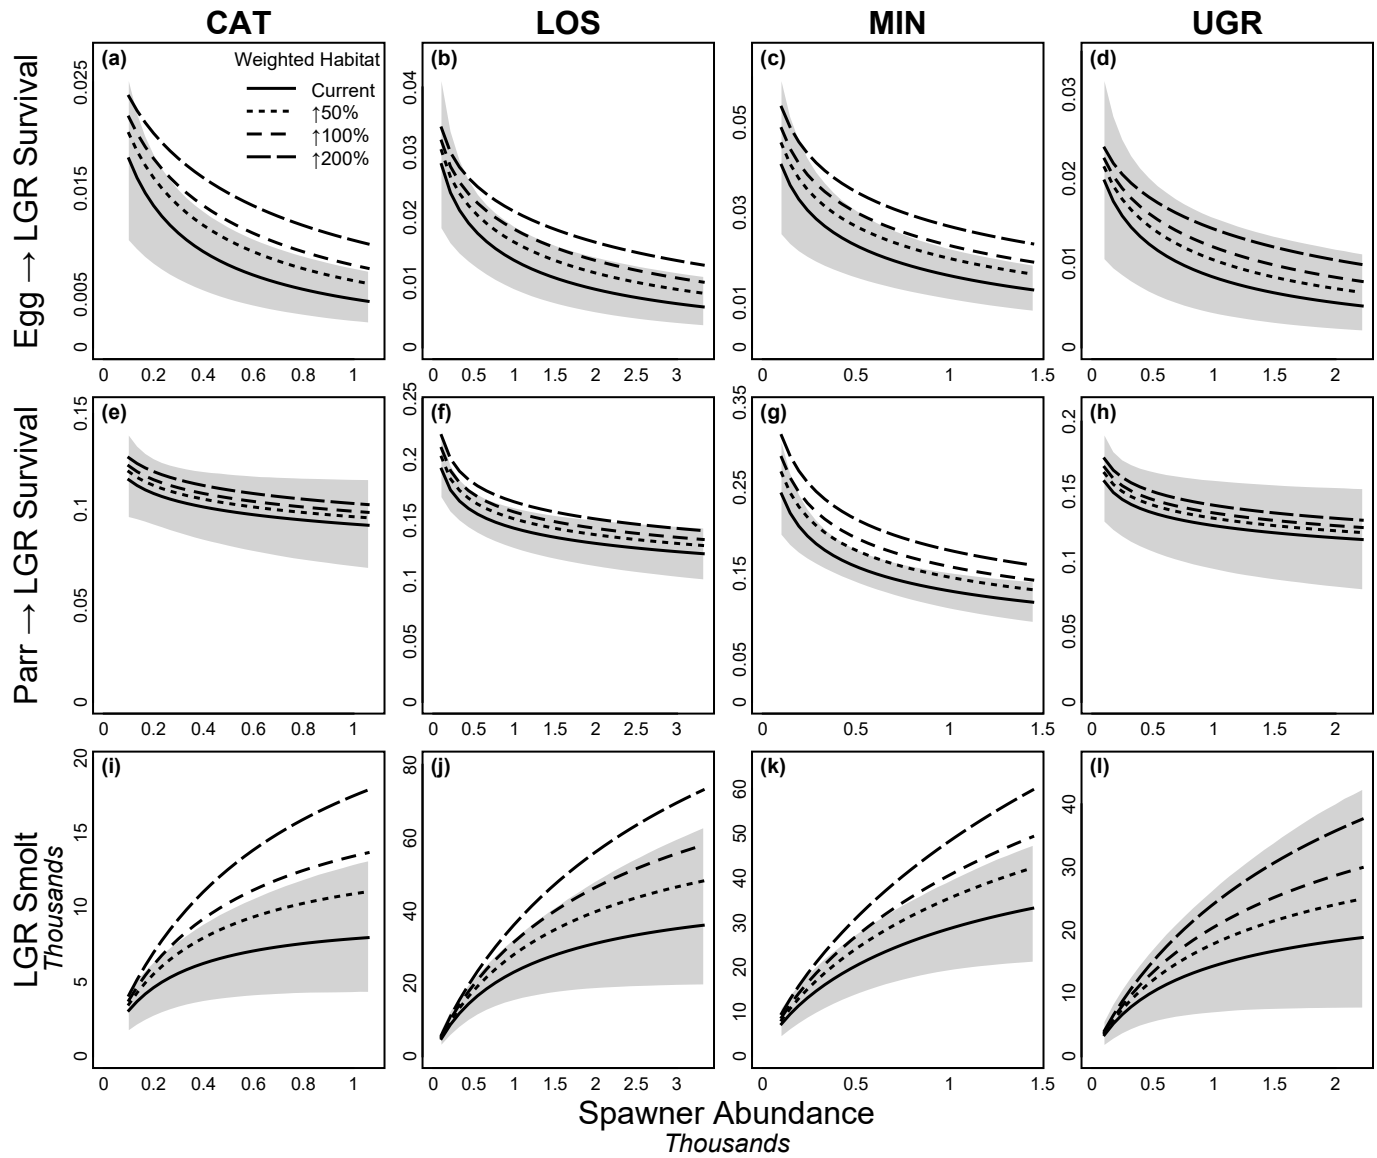 CAT LOS MIN UGR
Egg → LGR Survival
(a) (b) (c) (d)
Weighted Habitat
Current
↑50%
↑100%
↑200%
0.025
0.015
0.005
0
0.04
0.03
0.02
0.01
0
0.05
0.03
0.01
0
0.03
0.02
0.01
0
0 0.2 0.4 0.6 0.8 1
0 0.5 1 1.5 2 2.5 3
0 0.5 1 1.5
0 0.5 1 1.5 2
Parr → LGR Survival
(e) (f) (g) (h)
0.15
0.1
0.05
0
0.25
0.2
0.15
0.1
0.05
0
0.35
0.25
0.15
0.05
0
0.2
0.15
0.1
0.05
0
0 0.2 0.4 0.6 0.8 1
0 0.5 1 1.5 2 2.5 3
0 0.5 1 1.5
0 0.5 1 1.5 2
LGR Smolt
Thousands
(i) (j) (k) (l)
20
15
10
5
0
80
60
40
20
0
60
50
40
30
20
10
0
40
30
20
10
0
0 0.2 0.4 0.6 0.8 1
0 0.5 1 1.5 2 2.5 3
0 0.5 1 1.5
0 0.5 1 1.5 2
Spawner Abundance
Thousands